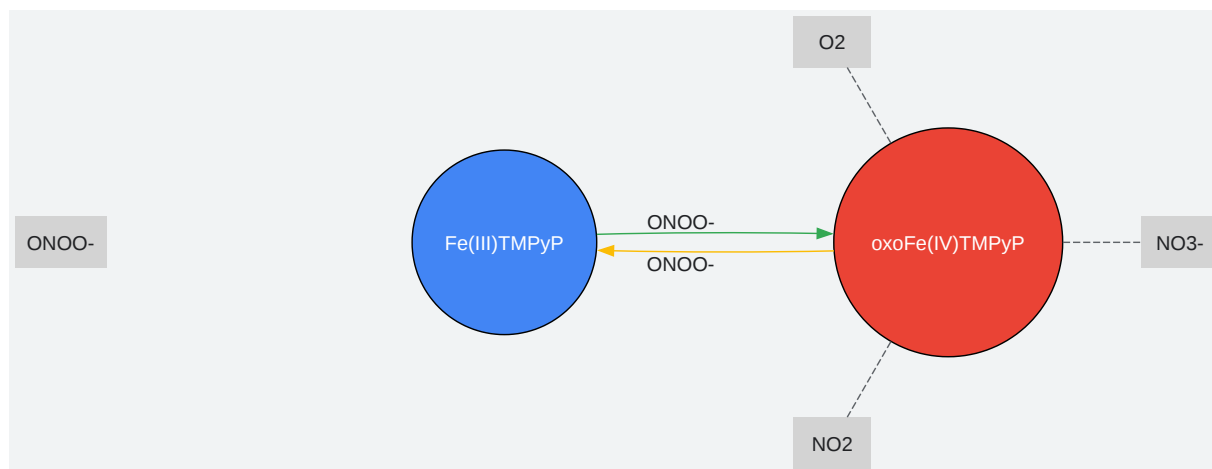 O2
ONOO-
Fe(III)TMPyP
ONOO-
ONOO-
oxoFe(IV)TMPyP
NO3-
NO2